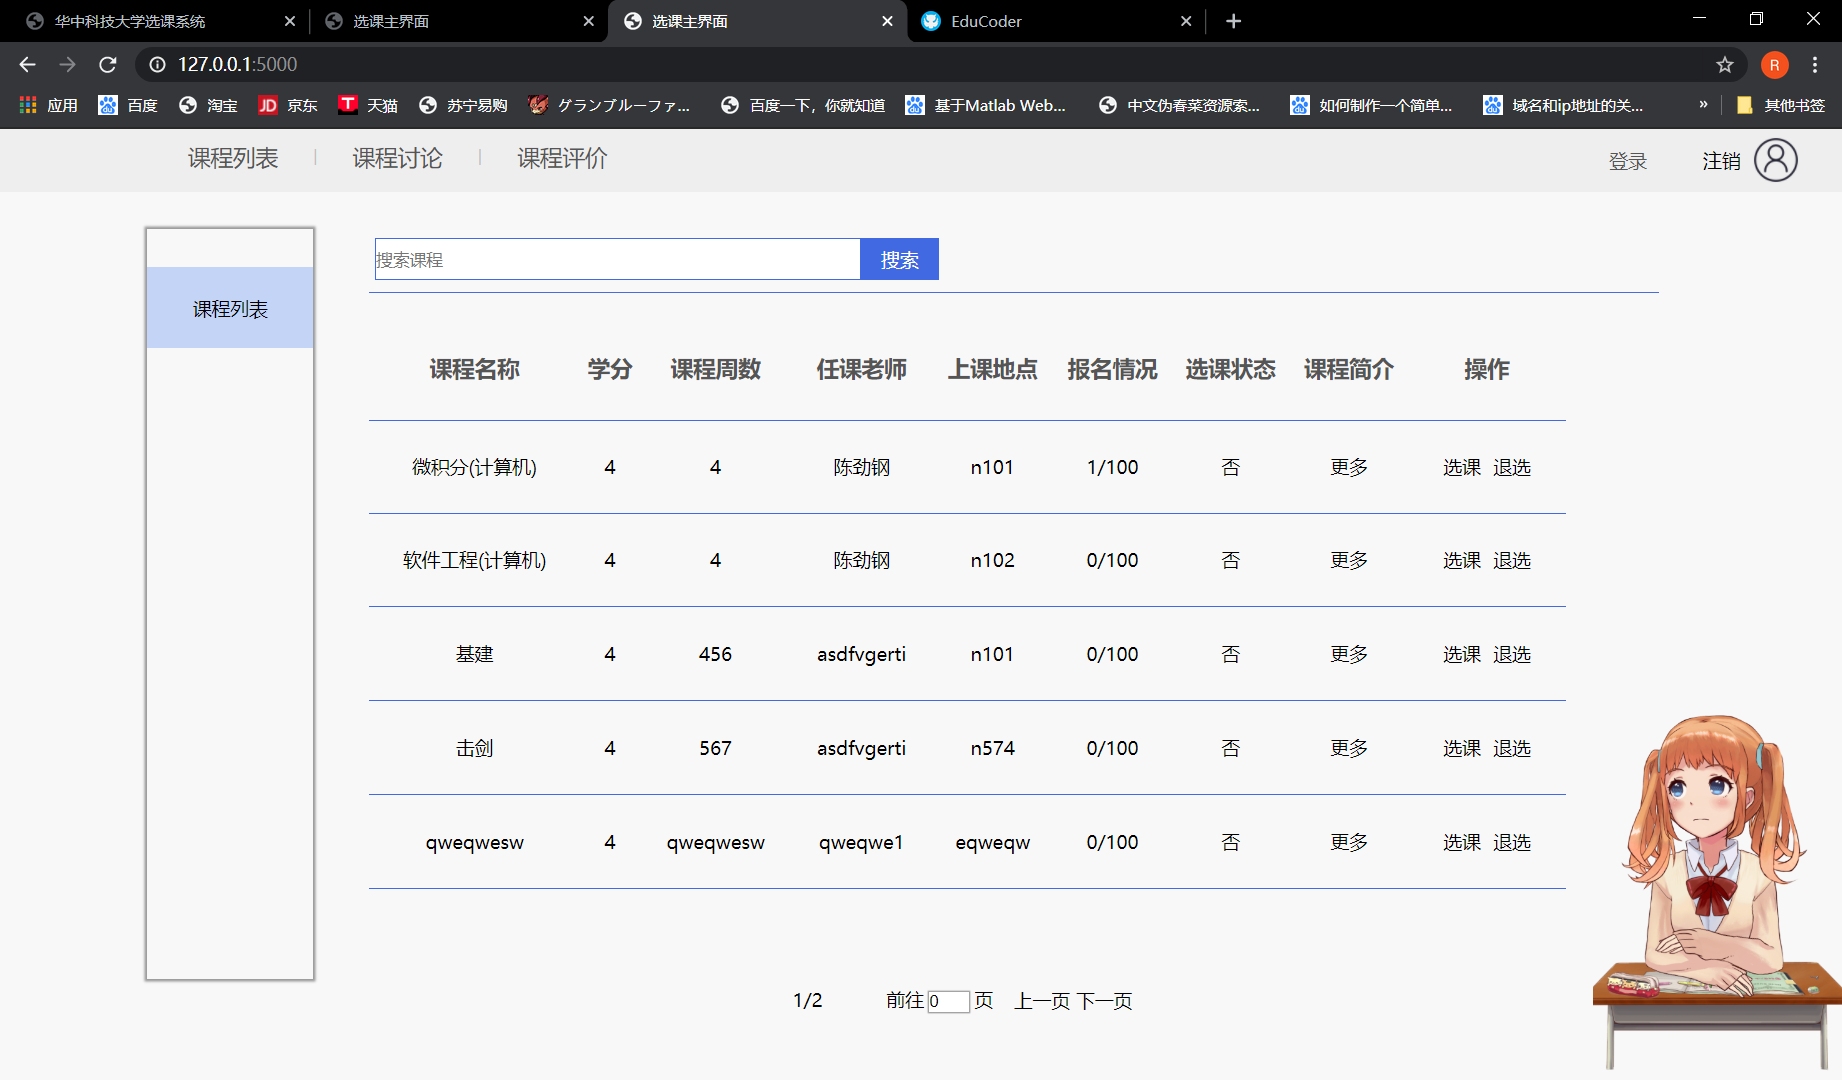 华中科技大学选课系统
选课主界面
选课主界面
EduCoder
127.0.0.1:5000
R
应用
百度
淘宝
JD 京东
T 天猫
苏宁易购
グランブルーファ...
百度一下，你就知道
基于Matlab Web...
中文伪春菜资源索...
如何制作一个简单...
域名和ip地址的关...
»
其他书签
课程列表 | 课程讨论 | 课程评价
登录 注销
课程列表
搜索课程 搜索
课程名称 学分 课程周数 任课老师 上课地点 报名情况 选课状态 课程简介 操作
微积分(计算机) 4 4 陈劲钢 n101 1/100 否 更多 选课 退选
软件工程(计算机) 4 4 陈劲钢 n102 0/100 否 更多 选课 退选
基建 4 456 asdfvgerti n101 0/100 否 更多 选课 退选
击剑 4 567 asdfvgerti n574 0/100 否 更多 选课 退选
qweqwesw 4 qweqwesw qweqwe1 eqweqw 0/100 否 更多 选课 退选
1/2 前往 0 页 上一页 下一页